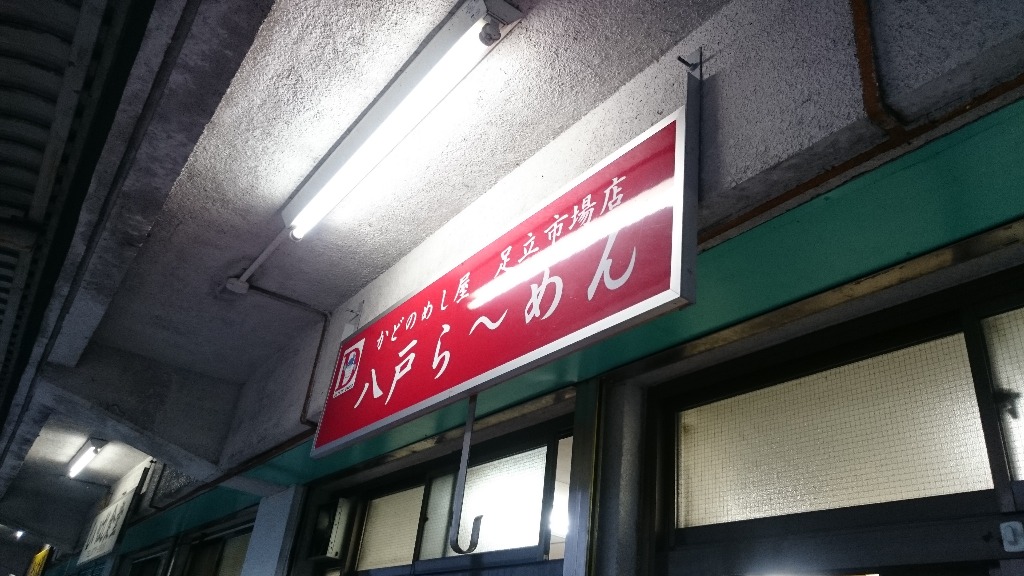 かどのめし屋 足立市場店
八戸ら〜めん